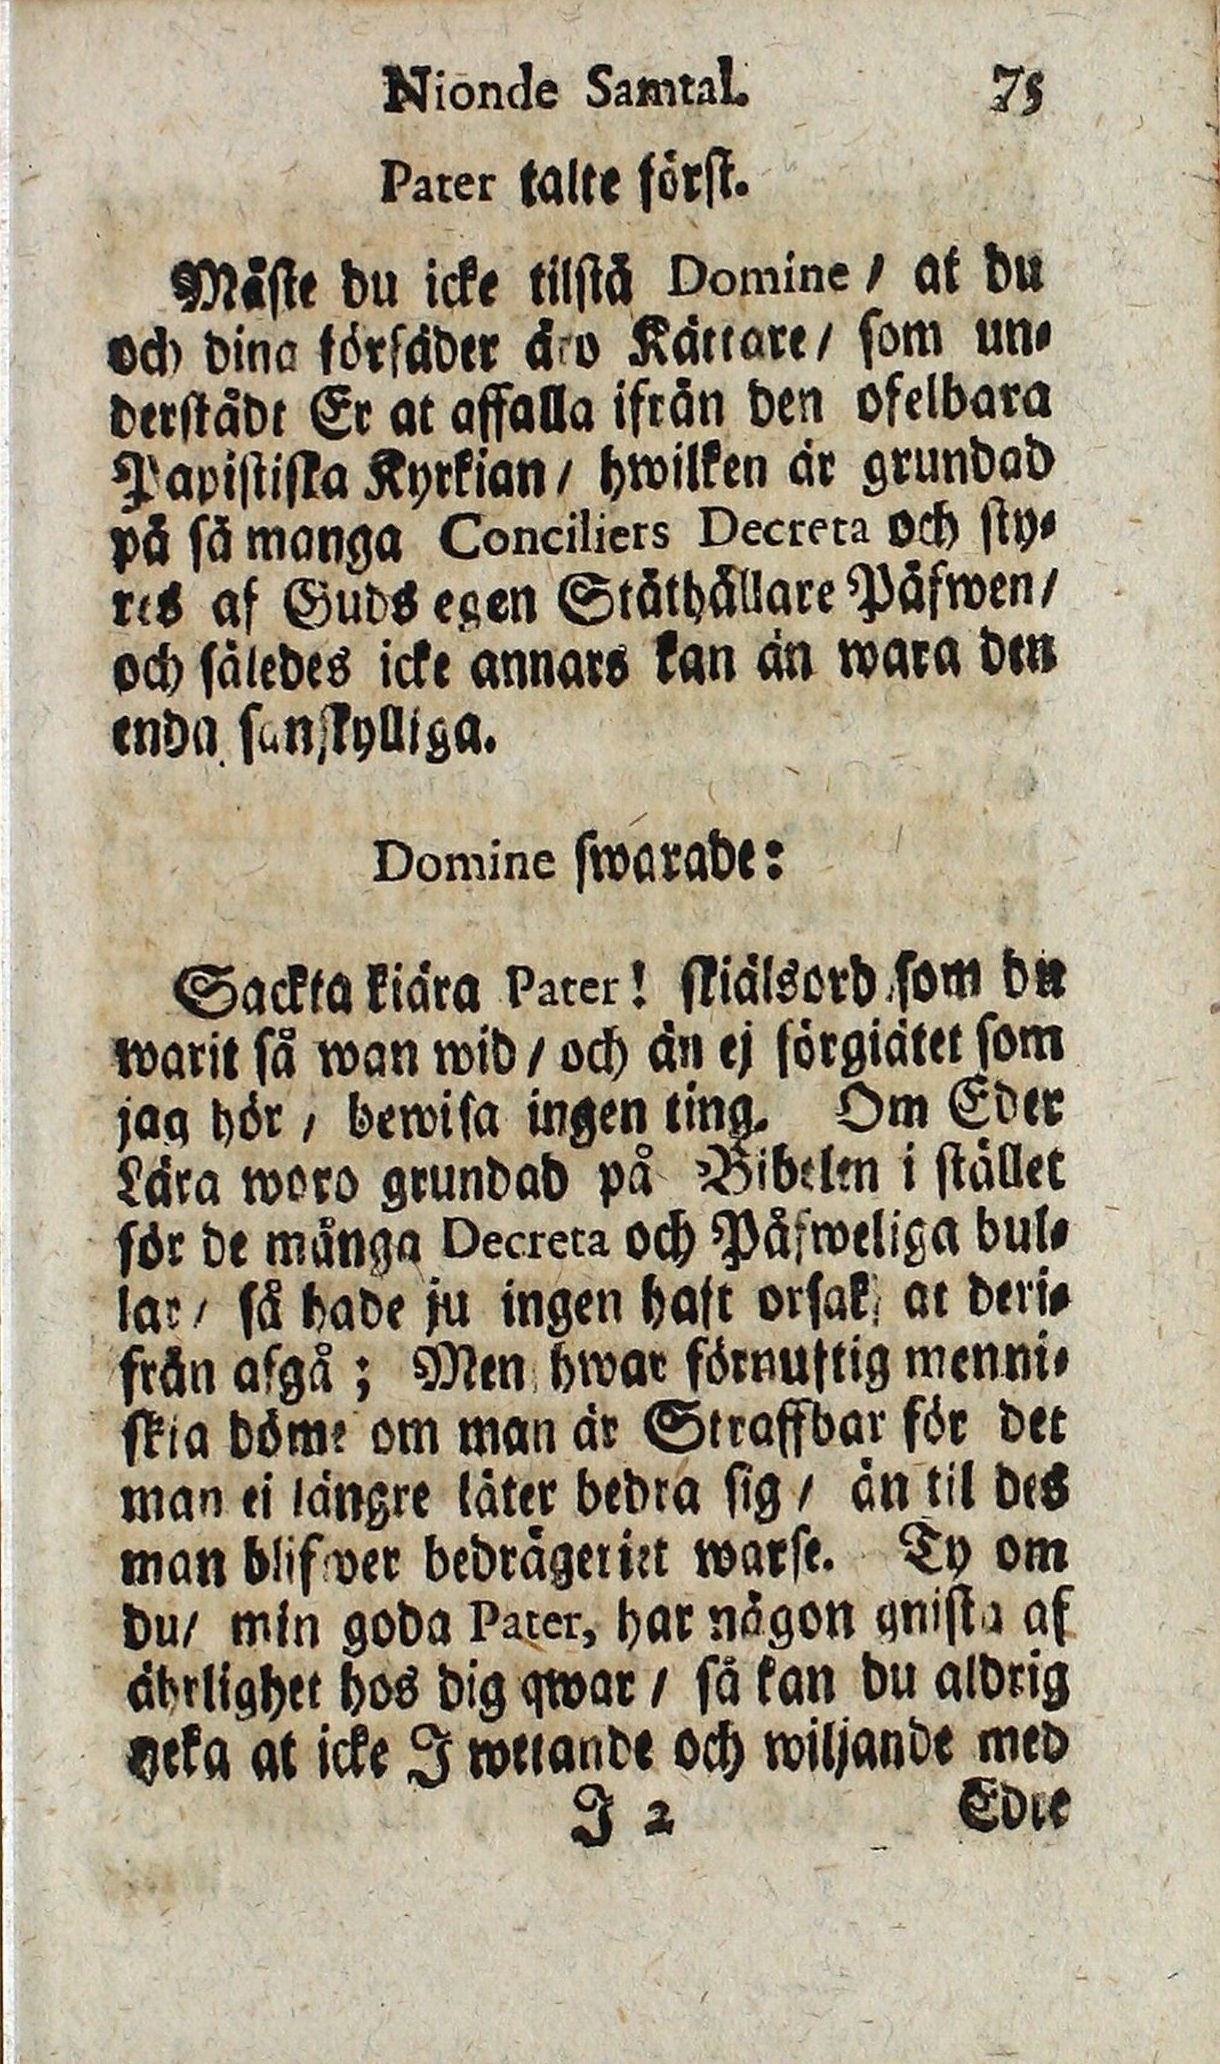 Nionde Samtal. 75
Pater talte först.
Måste du icke tilstå Domine / at du
och dina förfäder äro Kättare / som un-
derstådt Er at affalla ifrån den ofelbara
Papistiska Kyrkian / hwilken är grundad
på så manga Conciliers Decreta och sty-
res af Guds egen Ståthållare Påfwen /
och således icke annars kan än wara den
enda sanskylliga.
Domine swarade:
Sackta kiära Pater! skiälsord som du
warit så wan wid / och än ej förgiätet som
jag hör / bewisa ingen ting. Om Eder
Lära woro grundad på Bibelen i stället
för de många Decreta och Påfweliga bul-
lar / så hade ju ingen haft orsak at deri-
från afgå ; Men hwar förnuftig menni-
skia döme om man är Straffbar för det
man ei längre låter bedra sig / än til des
man blifwer bedrägeriet warse. Ty om
du / min goda Pater, har någon gnista af
ährlighet hos dig qwar / så kan du aldrig
neka at icke J wetande och wiljande med
J 2 Edre